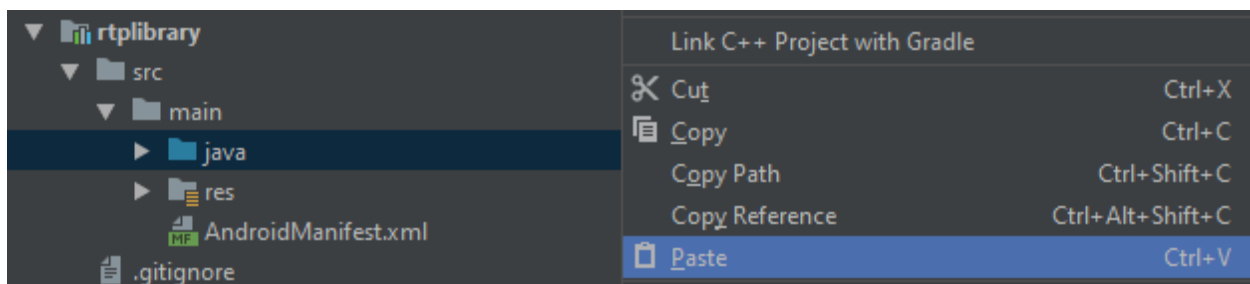 rtplibrary
src
main
java
res
MF AndroidManifest.xml
.gitignore
Link C++ Project with Gradle
Cut Ctrl+X
Copy Ctrl+C
Copy Path Ctrl+Shift+C
Copy Reference Ctrl+Alt+Shift+C
Paste Ctrl+V